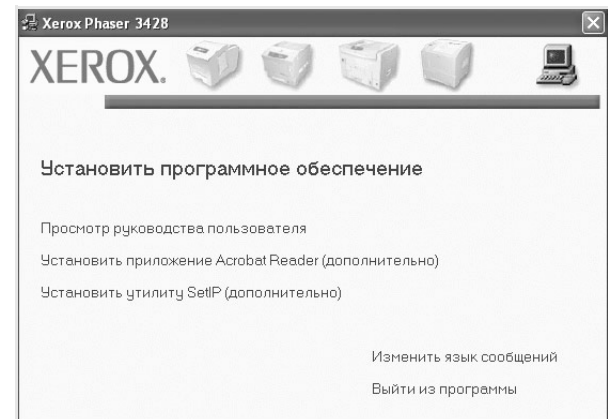 Xerox Phaser 3428
XEROX.
Установить программное обеспечение
Просмотр руководства пользователя
Установить приложение Acrobat Reader (дополнительно)
Установить утилиту SetIP (дополнительно)
Изменить язык сообщений
Выйти из программы